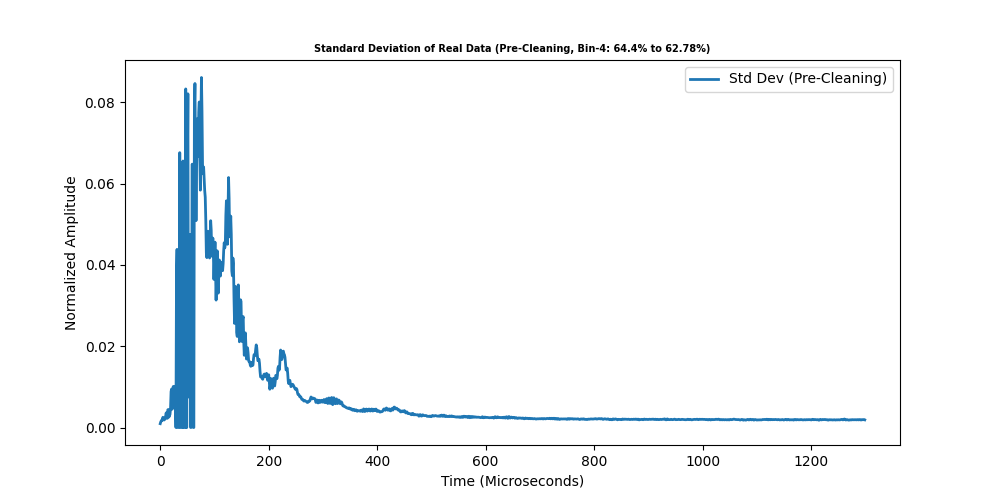 Standard Deviation of Real Data (Pre-Cleaning, Bin-4: 64.4% to 62.78%)
Std Dev (Pre-Cleaning)
Normalized Amplitude
0.08
0.06
0.04
0.02
0.00
0 200 400 600 800 1000 1200
Time (Microseconds)